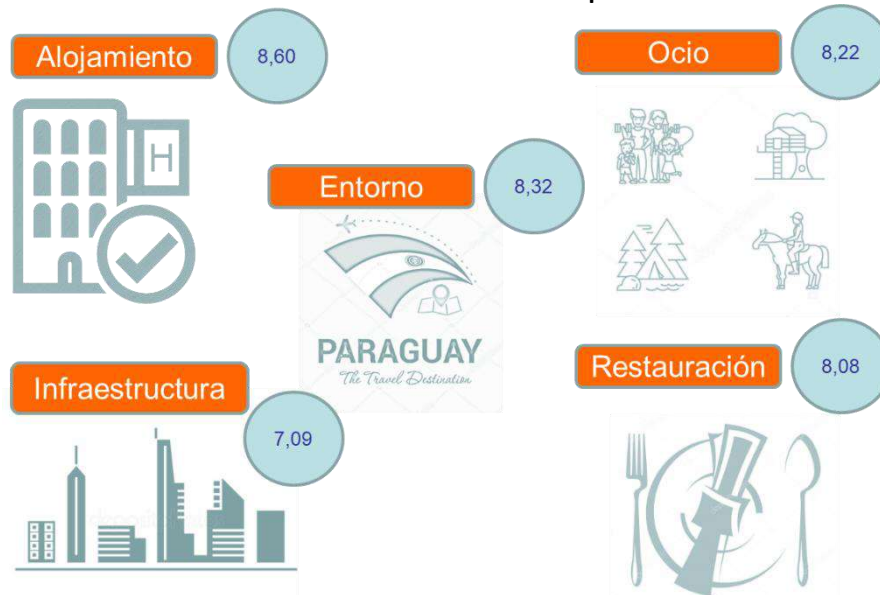 Alojamiento
8,60
Ocio
8,22
Entorno
8,32
H
PARAGUAY
The Travel Destination
Infraestructura
7,09
Restauración
8,08